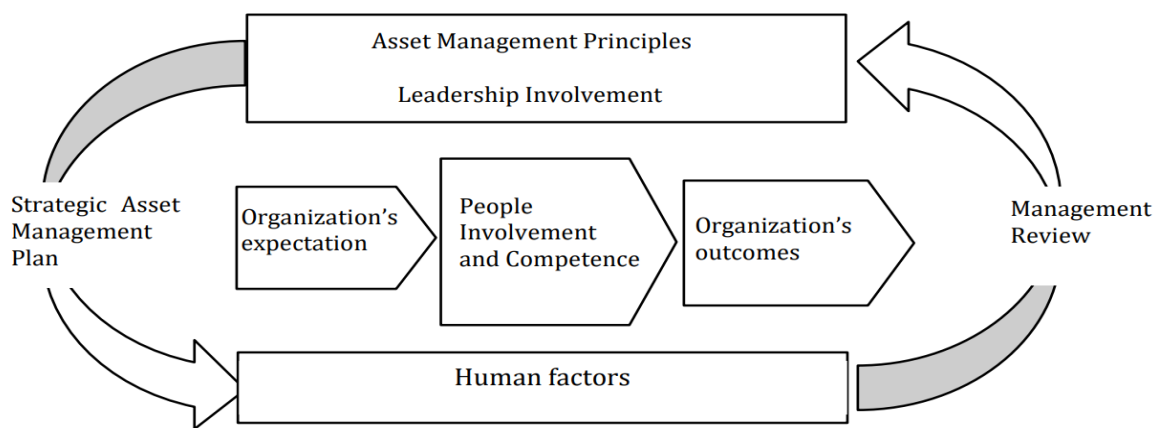 Asset Management Principles
Leadership Involvement
Strategic Asset
Management
Plan
Organization's
expectation
People
Involvement
and Competence
Organization's
outcomes
Management
Review
Human factors